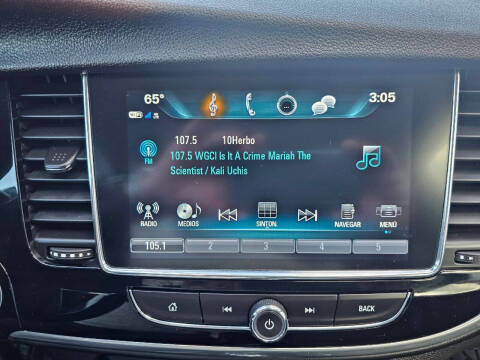 65°
3:05
107.5 10Herbo
FM
107.5 WGCI Is It A Crime Mariah The
Scientist / Kali Uchis
RADIO MEDIOS SINTON. NAVEGAR MENÚ
105.1 2 3 4 5
BACK